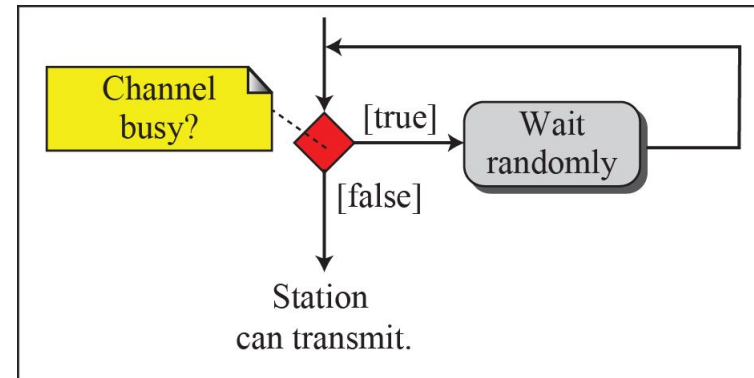 Channel
busy?
[true]
Wait
randomly
[false]
Station
can transmit.